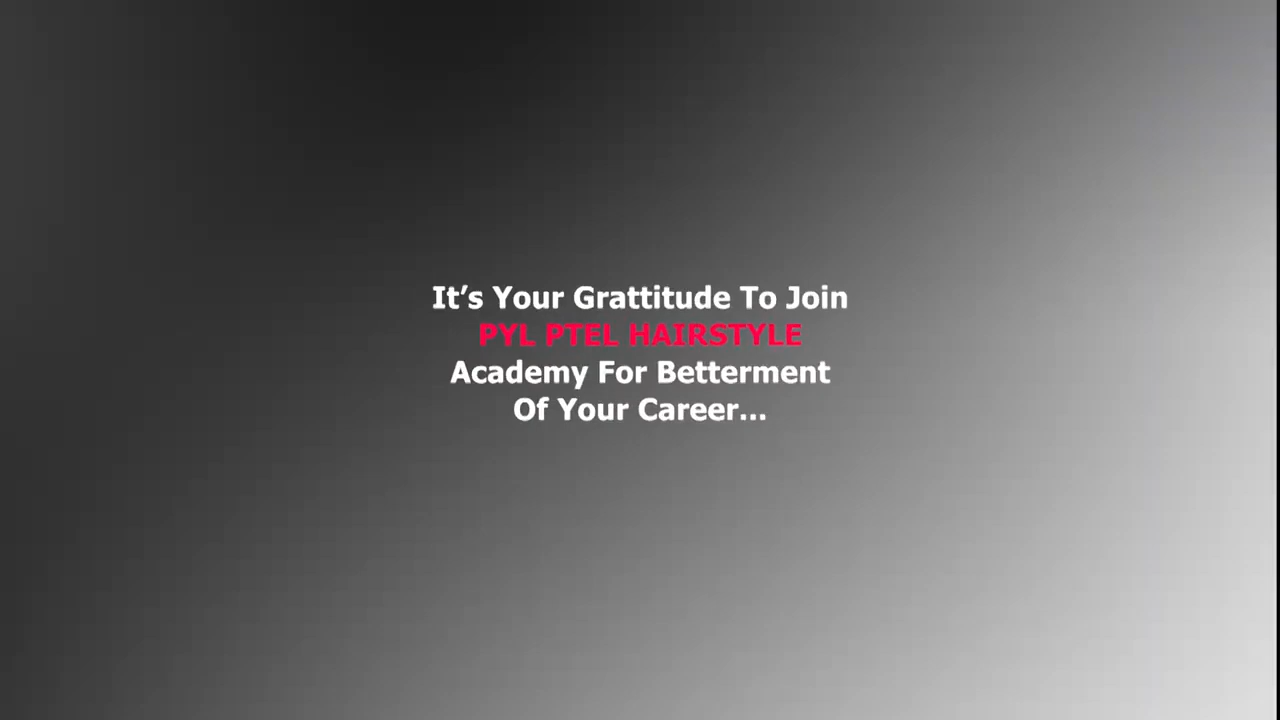 It’s Your Grattitude To Join
PYL PTEL HAIRSTYLE
Academy For Betterment
Of Your Career...